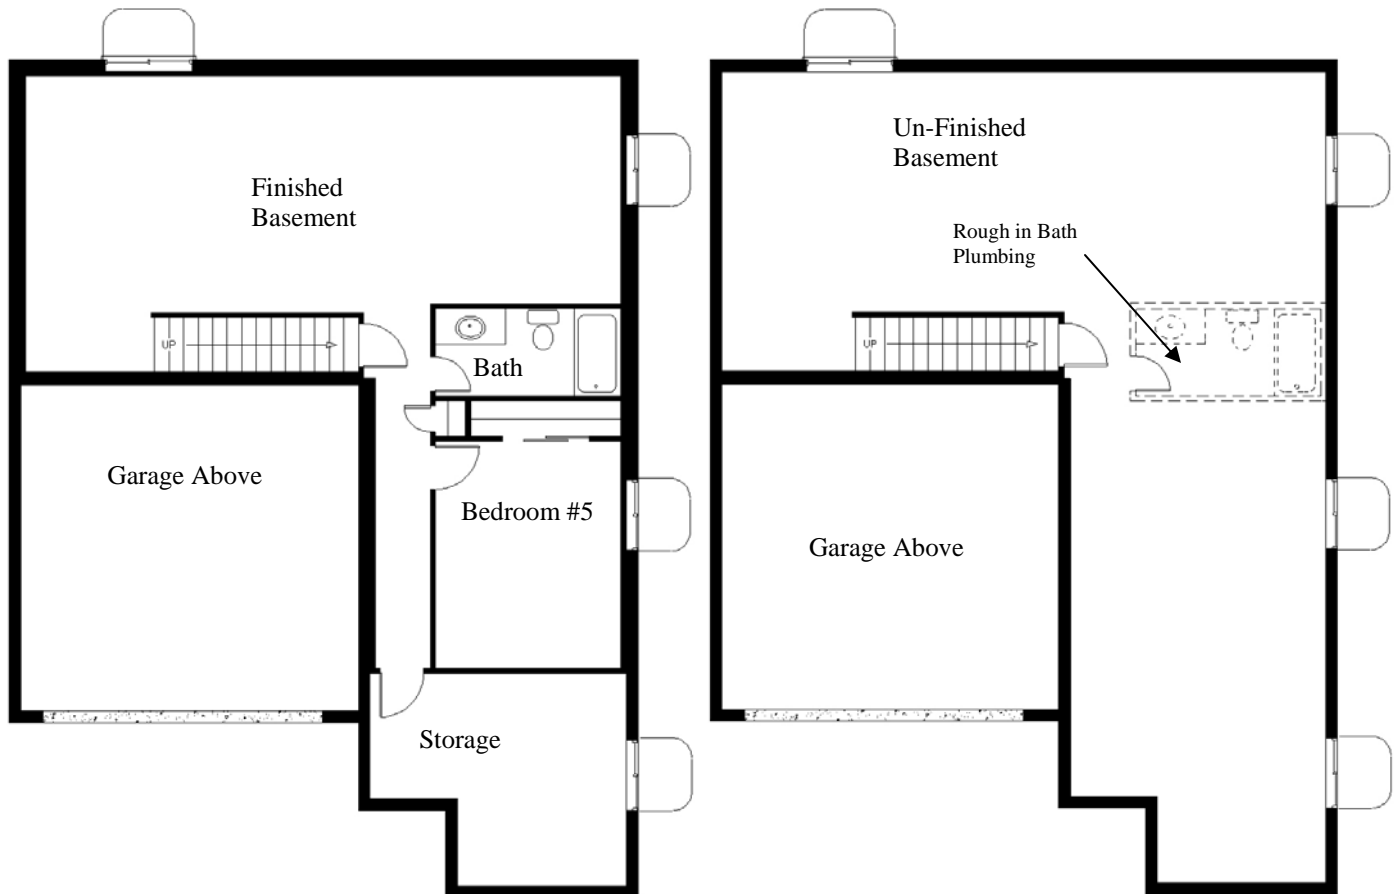 Finished
Basement
UP
Bath
Garage Above
Bedroom #5
Storage
Un-Finished
Basement
Rough in Bath
Plumbing
UP
Garage Above